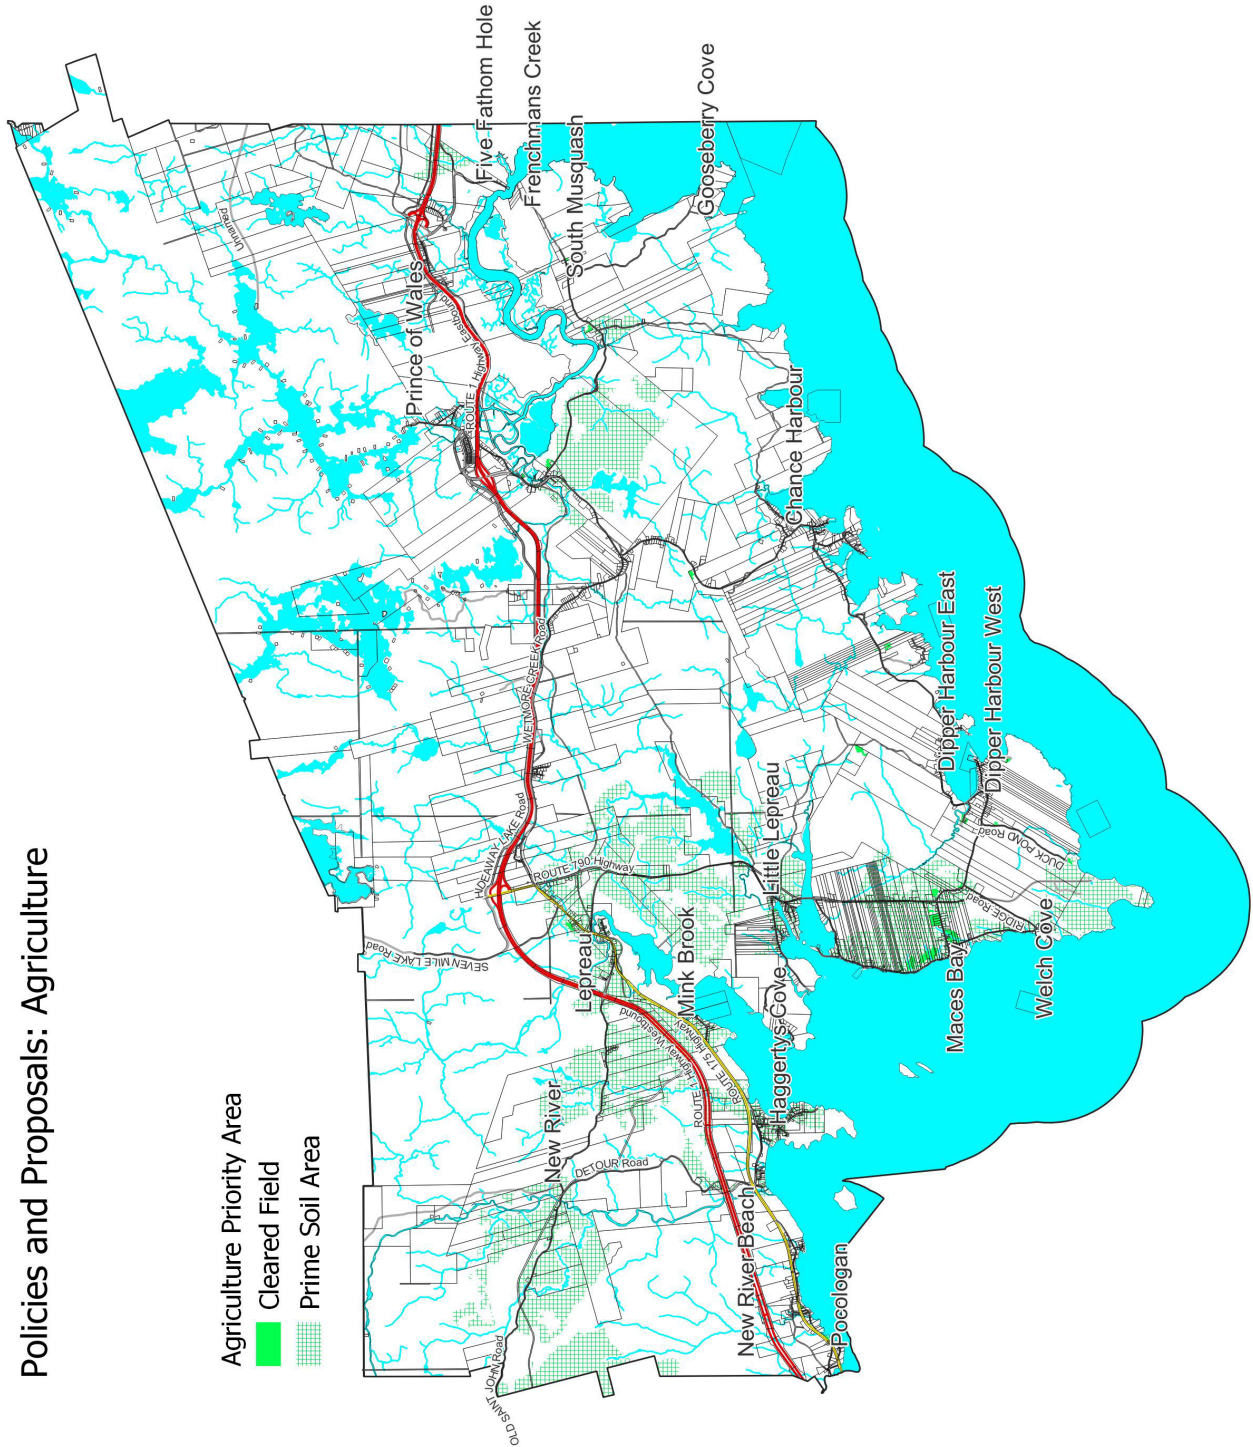 Policies and Proposals: Agriculture
Agriculture Priority Area
Cleared Field
Prime Soil Area
Five Fathom Hole
Frenchmans Creek
South Musquash
Gooseberry Cove
Unnamed
Prince of Wales
ROUTE 1 Highway Eastbound
Chance Harbour
WETMORE CREEK Road
Dipper Harbour East
Dipper Harbour West
HIDEAWAY LAKE Road
ROUTE 790 Highway
Little Lepreau
DUCK POND Road
RIDGE Road
SEVEN MILE LAKE Road
Lepreau
Mink Brook
Maces Bay
Welch Cove
Haggertys Cove
ROUTE 1 Highway Westbound
ROUTE 175 Highway
New River
DETOUR Road
New River Beach
Pocologan
OLD SAINT JOHN Road